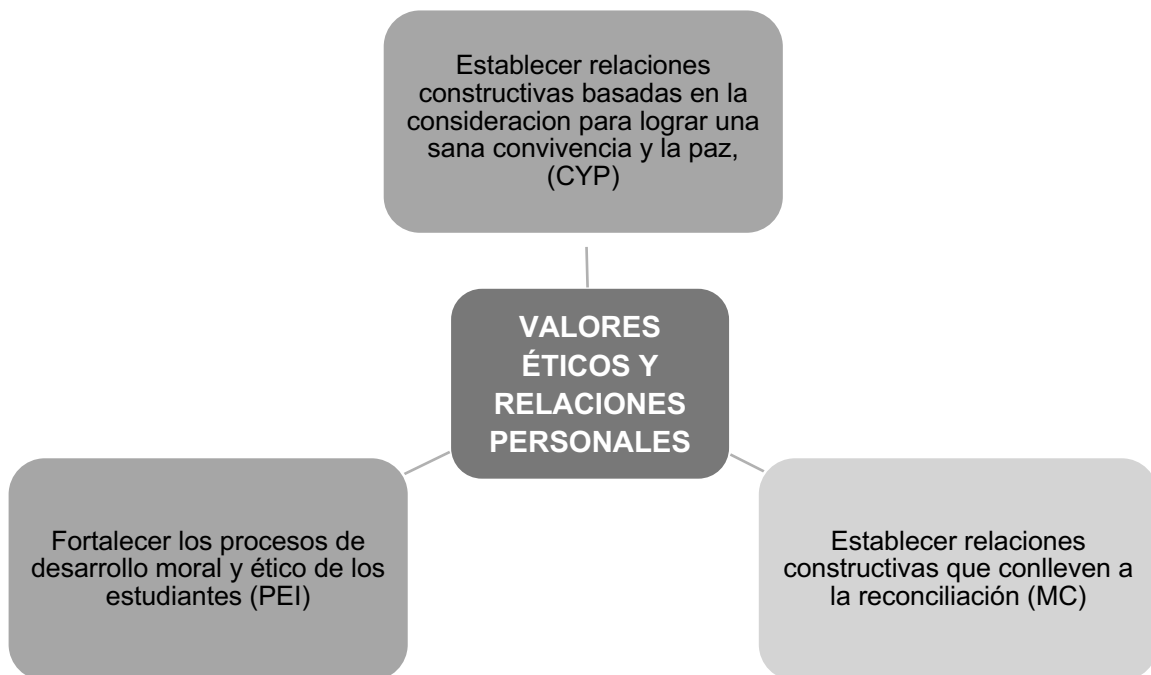 Establecer relaciones
constructivas basadas en la
consideracion para lograr una
sana convivencia y la paz,
(CYP)
VALORES
ÉTICOS Y
RELACIONES
PERSONALES
Fortalecer los procesos de
desarrollo moral y ético de los
estudiantes (PEI)
Establecer relaciones
constructivas que conlleven a
la reconciliación (MC)